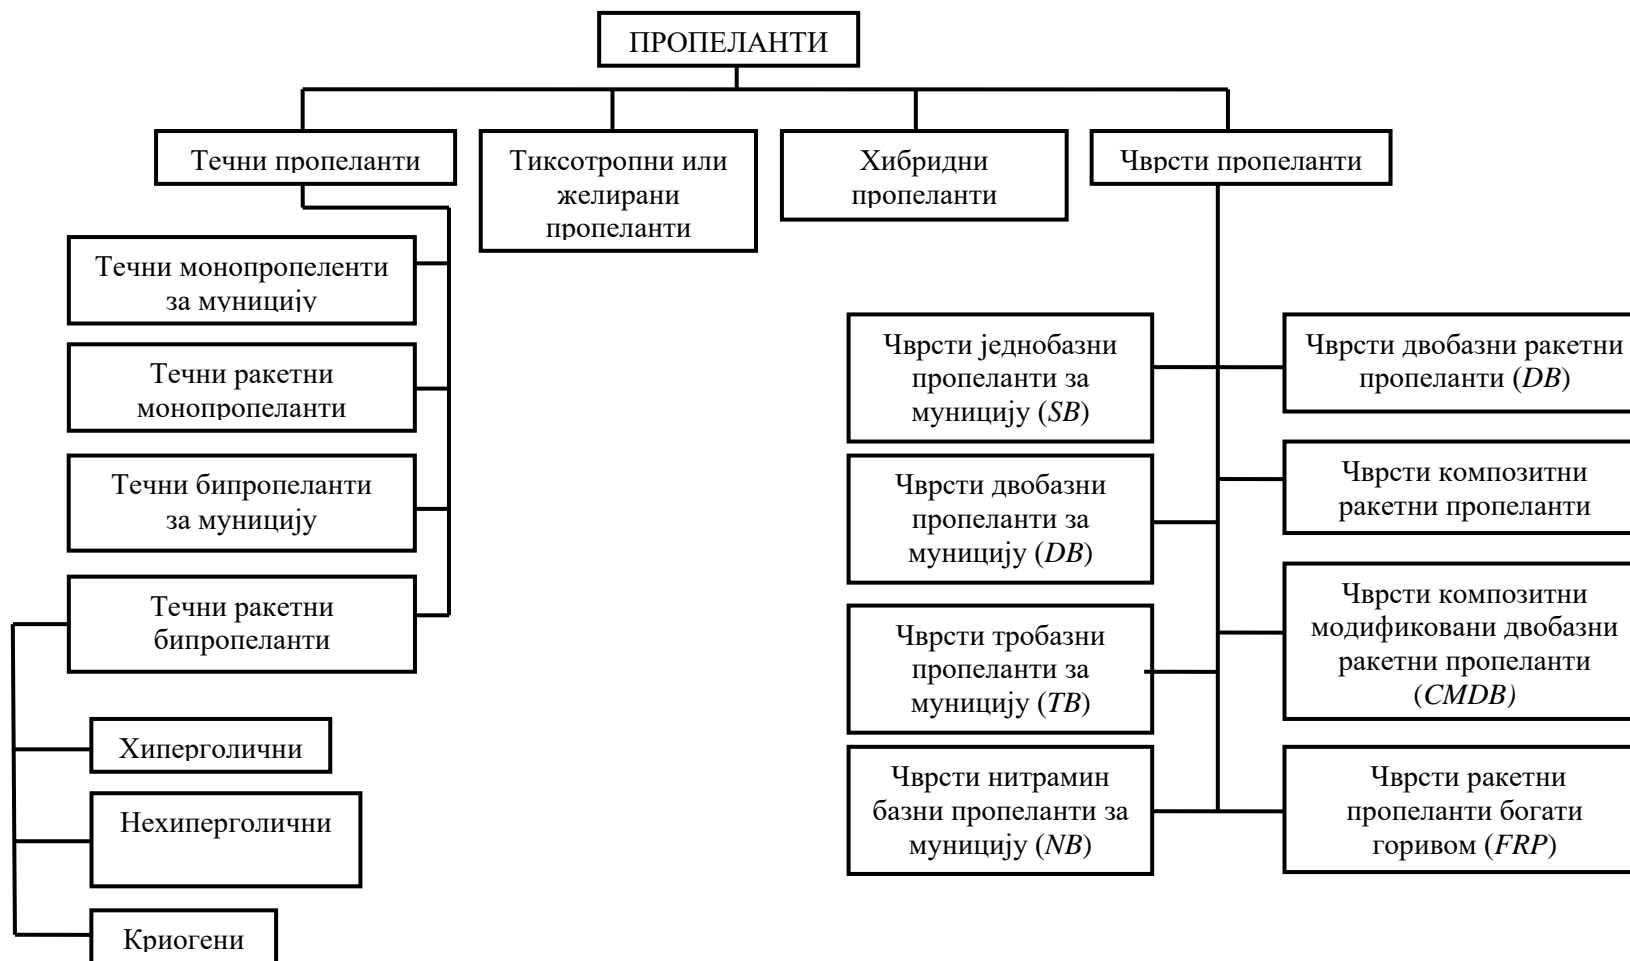 ПРОПЕЛАНТИ
Течни пропеланти
Тиксотропни или
желирани
пропеланти
Хибридни
пропеланти
Чврсти пропеланти
Течни монопропеленти
за муницију
Течни ракетни
монопропеланти
Течни бипропеланти
за муницију
Течни ракетни
бипропеланти
Хиперголични
Нехиперголични
Криогени
Чврсти једнобазни
пропеланти за
муницију (SB)
Чврсти двобазни
пропеланти за
муницију (DB)
Чврсти тробазни
пропеланти за
муницију (TB)
Чврсти нитрамин
базни пропеланти за
муницију (NB)
Чврсти двобазни ракетни
пропеланти (DB)
Чврсти композитни
ракетни пропеланти
Чврсти композитни
модификовани двобазни
ракетни пропеланти
(CMDB)
Чврсти ракетни
пропеланти богати
горивом (FRP)